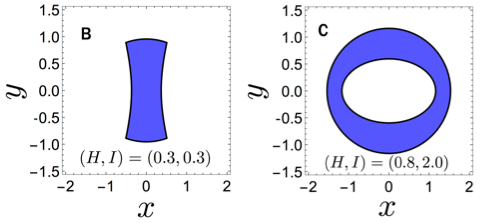 B
1.5
1.0
0.5
0.0
-0.5
-1.0
-1.5
y
(H, I) = (0.3, 0.3)
-2 -1 0 1 2
x
C
1.5
1.0
0.5
0.0
-0.5
-1.0
-1.5
y
(H, I) = (0.8, 2.0)
-2 -1 0 1 2
x